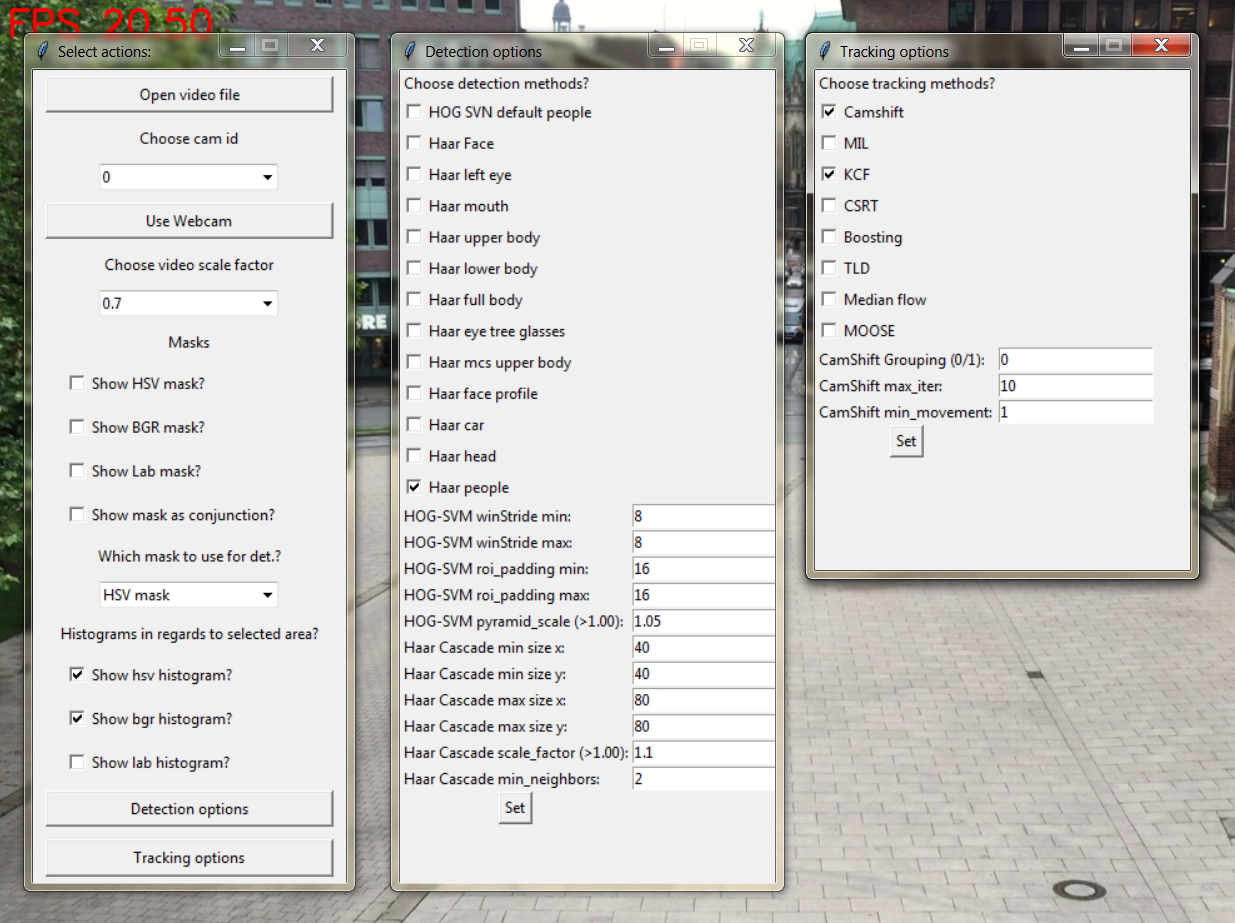 FPS 20.50
Select actions:
Open video file
Choose cam id
0
Use Webcam
Choose video scale factor
0.7
Masks
Show HSV mask?
Show BGR mask?
Show Lab mask?
Show mask as conjunction?
Which mask to use for det.?
HSV mask
Histograms in regards to selected area?
Show hsv histogram?
Show bgr histogram?
Show lab histogram?
Detection options
Tracking options
RE
Detection options
Choose detection methods?
HOG SVN default people
Haar Face
Haar left eye
Haar mouth
Haar upper body
Haar lower body
Haar full body
Haar eye tree glasses
Haar mcs upper body
Haar face profile
Haar car
Haar head
Haar people
HOG-SVM winStride min: 8
HOG-SVM winStride max: 8
HOG-SVM roi_padding min: 16
HOG-SVM roi_padding max: 16
HOG-SVM pyramid_scale (>1.00): 1.05
Haar Cascade min size x: 40
Haar Cascade min size y: 40
Haar Cascade max size x: 80
Haar Cascade max size y: 80
Haar Cascade scale_factor (>1.00): 1.1
Haar Cascade min_neighbors: 2
Set
Tracking options
Choose tracking methods?
Camshift
MIL
KCF
CSRT
Boosting
TLD
Median flow
MOOSE
CamShift Grouping (0/1): 0
CamShift max_iter: 10
CamShift min_movement: 1
Set